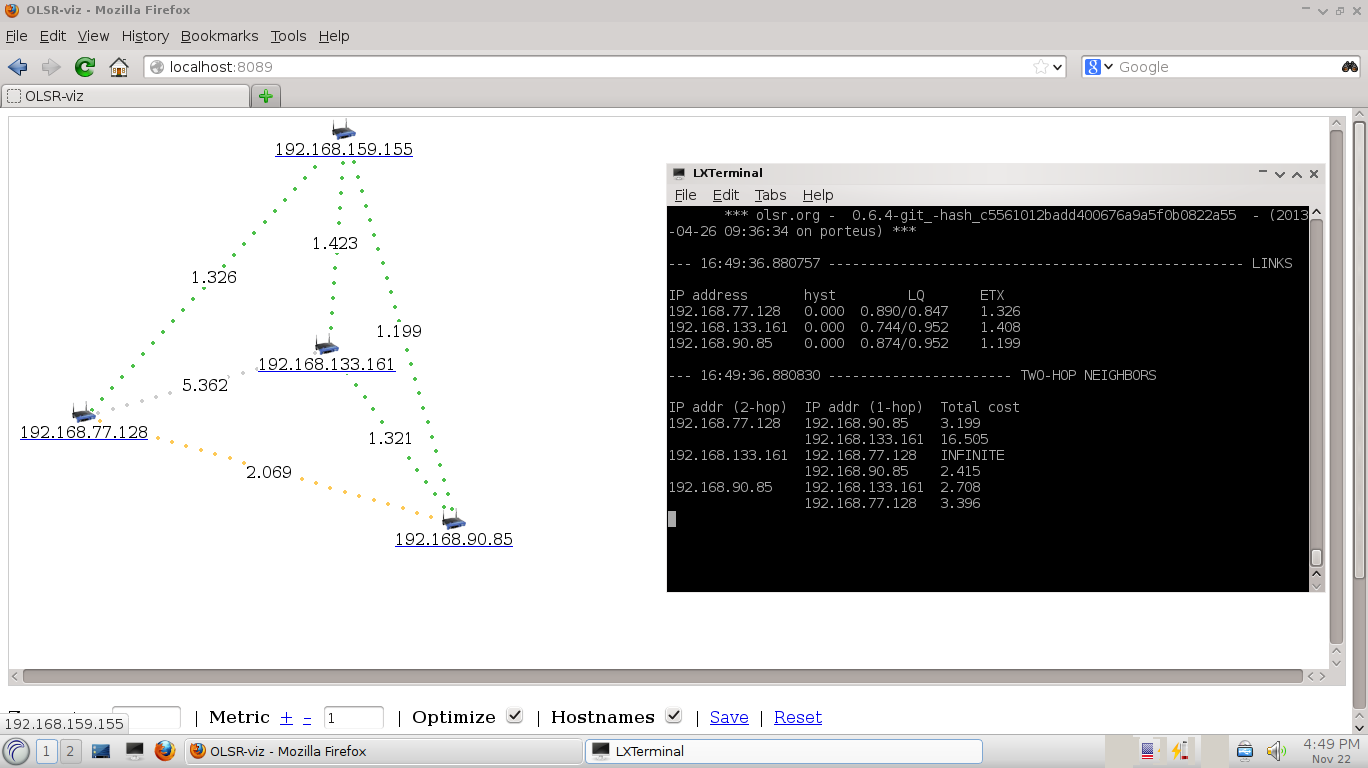 OLSR-viz - Mozilla Firefox
File Edit View History Bookmarks Tools Help
localhost:8089
Google
OLSR-viz
192.168.159.155
1.423
1.326
1.199
192.168.133.161
5.362
192.168.77.128
1.321
2.069
192.168.90.85
LXTerminal
File Edit Tabs Help
*** olsr.org - 0.6.4-git_-hash_c5561012badd400676a9a5f0b0822a55 - (2013
-04-26 09:36:34 on porteus) ***
--- 16:49:36.880757 ---------------------------------------------------- LINKS
IP address hyst LQ ETX
192.168.77.128 0.000 0.890/0.847 1.326
192.168.133.161 0.000 0.744/0.952 1.408
192.168.90.85 0.000 0.874/0.952 1.199
--- 16:49:36.880830 ----------------------- TWO-HOP NEIGHBORS
IP addr (2-hop) IP addr (1-hop) Total cost
192.168.77.128 192.168.90.85 3.199
192.168.133.161 16.505
192.168.133.161 192.168.77.128 INFINITE
192.168.90.85 2.415
192.168.90.85 192.168.133.161 2.708
192.168.77.128 3.396
| Metric + - 1 | Optimize | Hostnames | Save | Reset
192.168.159.155
1 2 OLSR-viz - Mozilla Firefox LXTerminal 4:49 PM
Nov 22